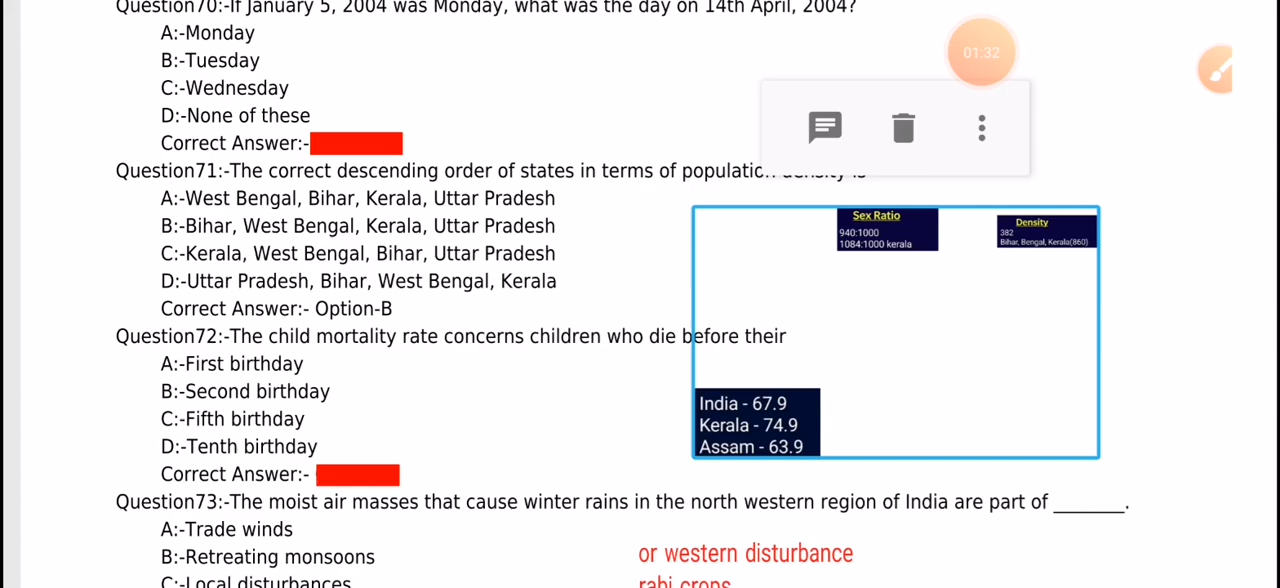 Question70:-If January 5, 2004 was Monday, what was the day on 14th April, 2004?
A:-Monday
B:-Tuesday
C:-Wednesday
D:-None of these
Correct Answer:-
01:32
Question71:-The correct descending order of states in terms of population density is
A:-West Bengal, Bihar, Kerala, Uttar Pradesh
B:-Bihar, West Bengal, Kerala, Uttar Pradesh
C:-Kerala, West Bengal, Bihar, Uttar Pradesh
D:-Uttar Pradesh, Bihar, West Bengal, Kerala
Correct Answer:- Option-B
Sex Ratio
940:1000
1084:1000 kerala
Density
382
Bihar, Bengal, Kerala(860)
Question72:-The child mortality rate concerns children who die before their
A:-First birthday
B:-Second birthday
C:-Fifth birthday
D:-Tenth birthday
Correct Answer:-
India - 67.9
Kerala - 74.9
Assam - 63.9
Question73:-The moist air masses that cause winter rains in the north western region of India are part of _______.
A:-Trade winds
B:-Retreating monsoons
C:-Local disturbances
or western disturbance
rabi crops